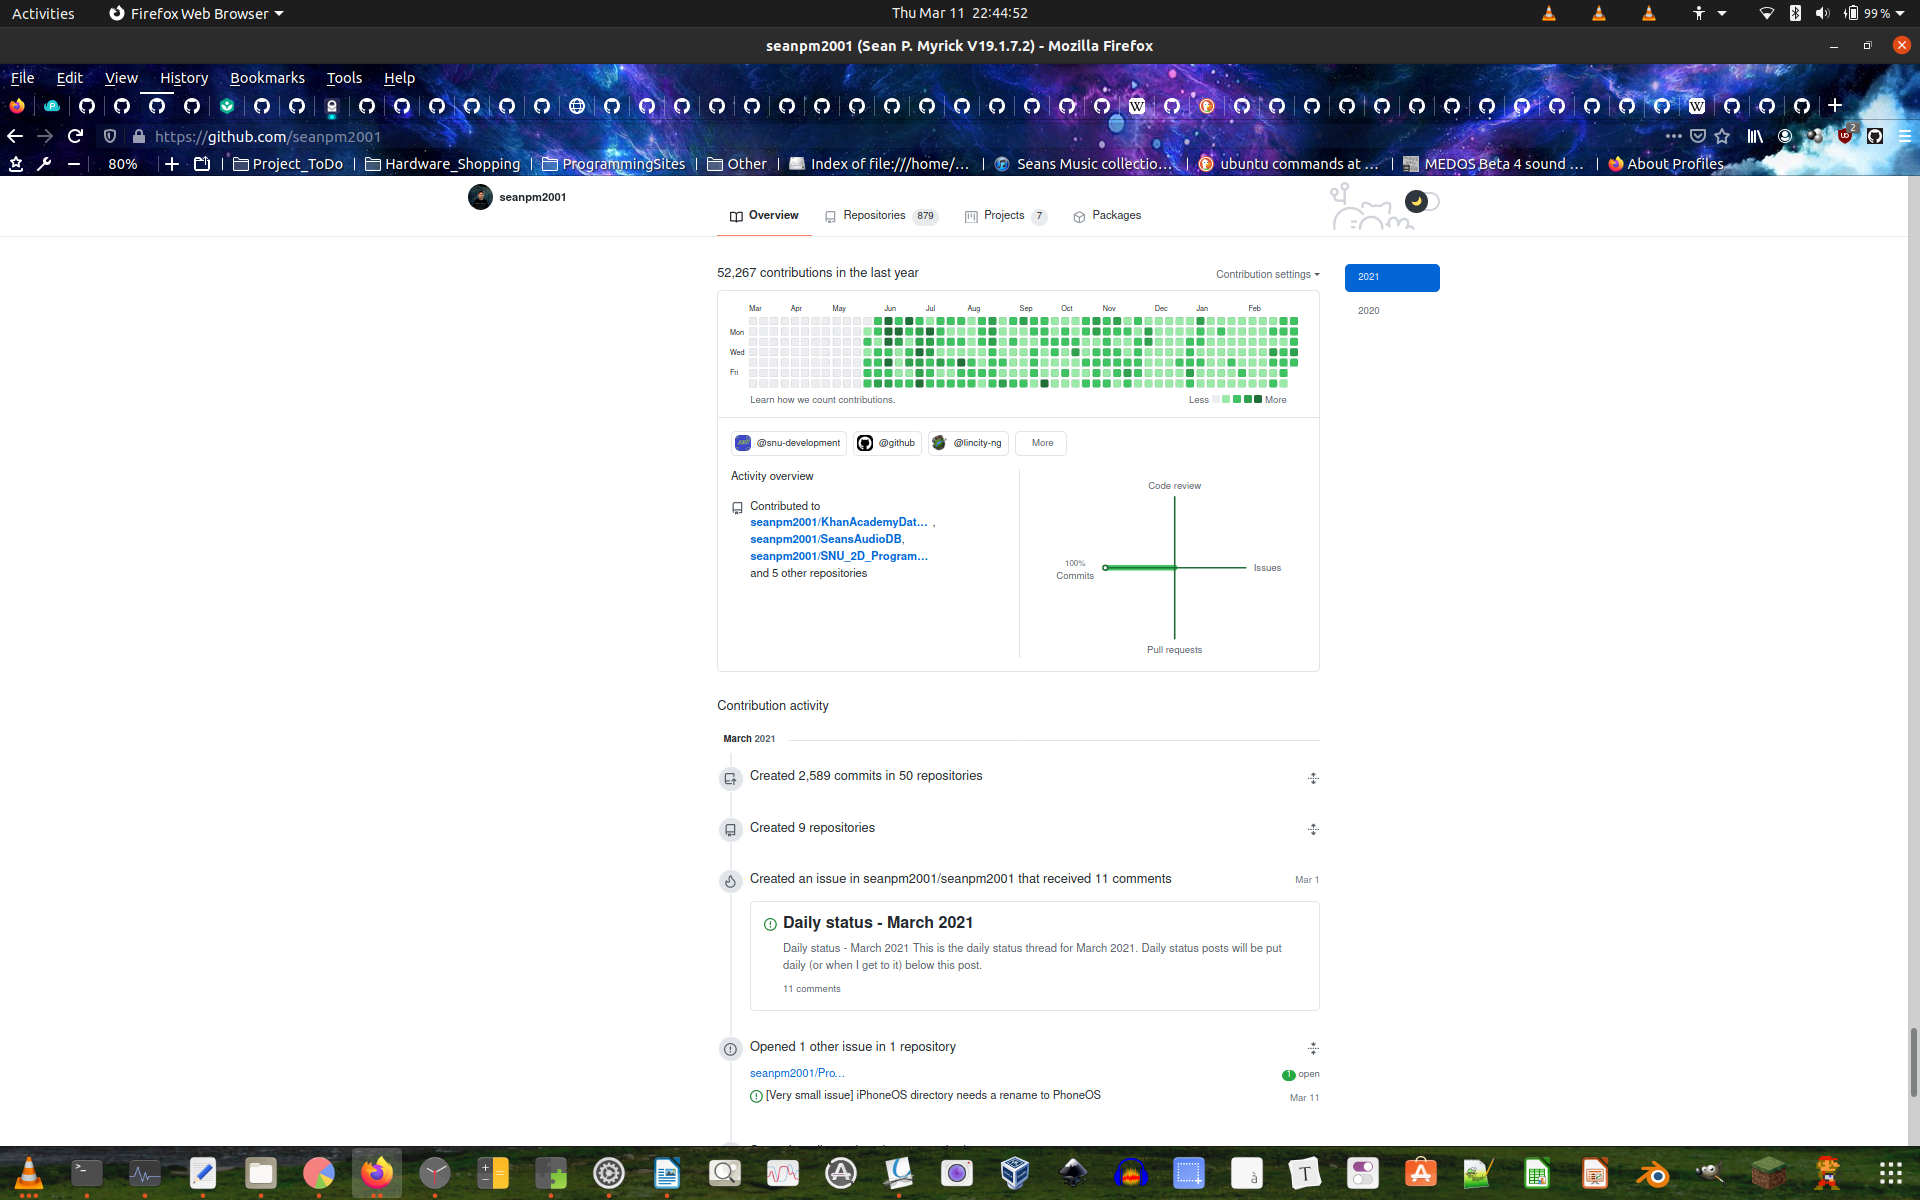 Activities Firefox Web Browser Thu Mar 11 22:44:52 99 %
seanpm2001 (Sean P. Myrick V19.1.7.2) - Mozilla Firefox
File Edit View History Bookmarks Tools Help
https://github.com/seanpm2001 2
80% Project_ToDo Hardware_Shopping ProgrammingSites Other Index of file:///home/... Seans Music collectio... ubuntu commands at ... MEDOS Beta 4 sound ... About Profiles
seanpm2001
Overview Repositories 879 Projects 7 Packages
52,267 contributions in the last year Contribution settings
2021
2020
Mar Apr May Jun Jul Aug Sep Oct Nov Dec Jan Feb
Mon
Wed
Fri
Learn how we count contributions. Less More
@snu-development @github @lincity-ng More
Activity overview
Contributed to
seanpm2001/KhanAcademyDat... ,
seanpm2001/SeansAudioDB,
seanpm2001/SNU_2D_Program...
and 5 other repositories
Code review
100%
Commits
Issues
Pull requests
Contribution activity
March 2021
Created 2,589 commits in 50 repositories
Created 9 repositories
Created an issue in seanpm2001/seanpm2001 that received 11 comments Mar 1
Daily status - March 2021
Daily status - March 2021 This is the daily status thread for March 2021. Daily status posts will be put
daily (or when I get to it) below this post.
11 comments
Opened 1 other issue in 1 repository
seanpm2001/Pro... 1 open
[Very small issue] iPhoneOS directory needs a rename to PhoneOS Mar 11